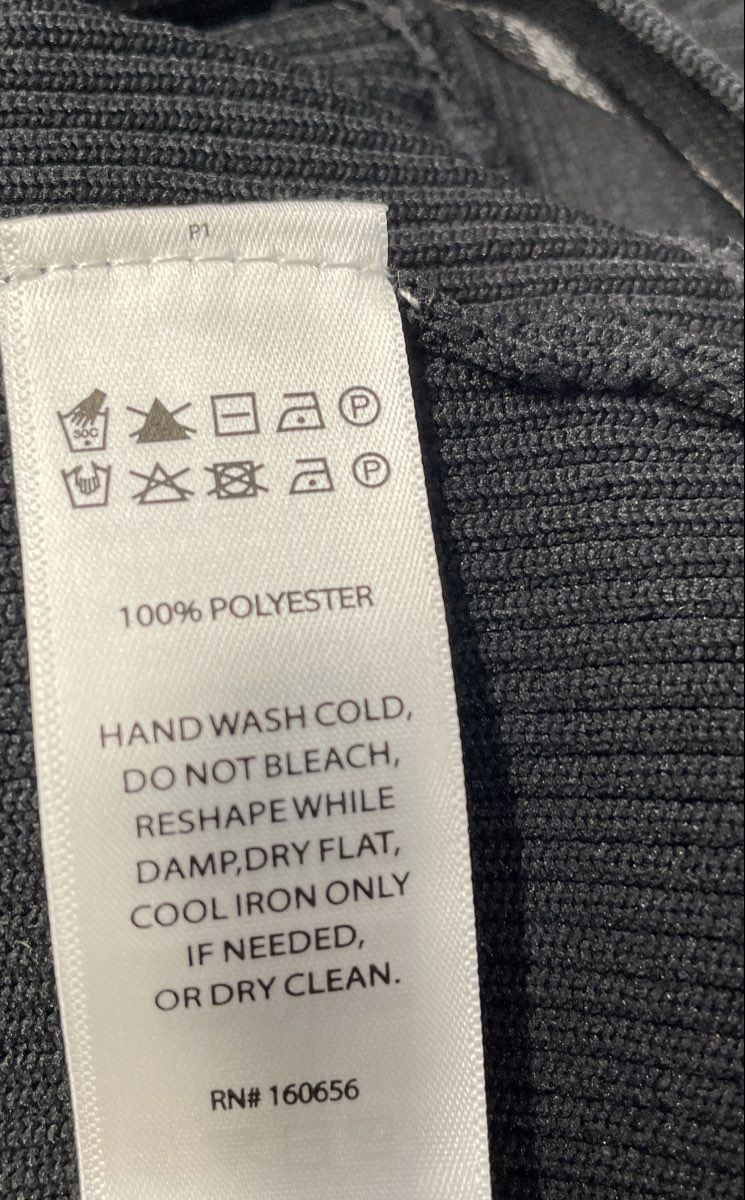 P1
50C P
P
100% POLYESTER
HAND WASH COLD,
DO NOT BLEACH,
RESHAPE WHILE
DAMP,DRY FLAT,
COOL IRON ONLY
IF NEEDED,
OR DRY CLEAN.
RN# 160656